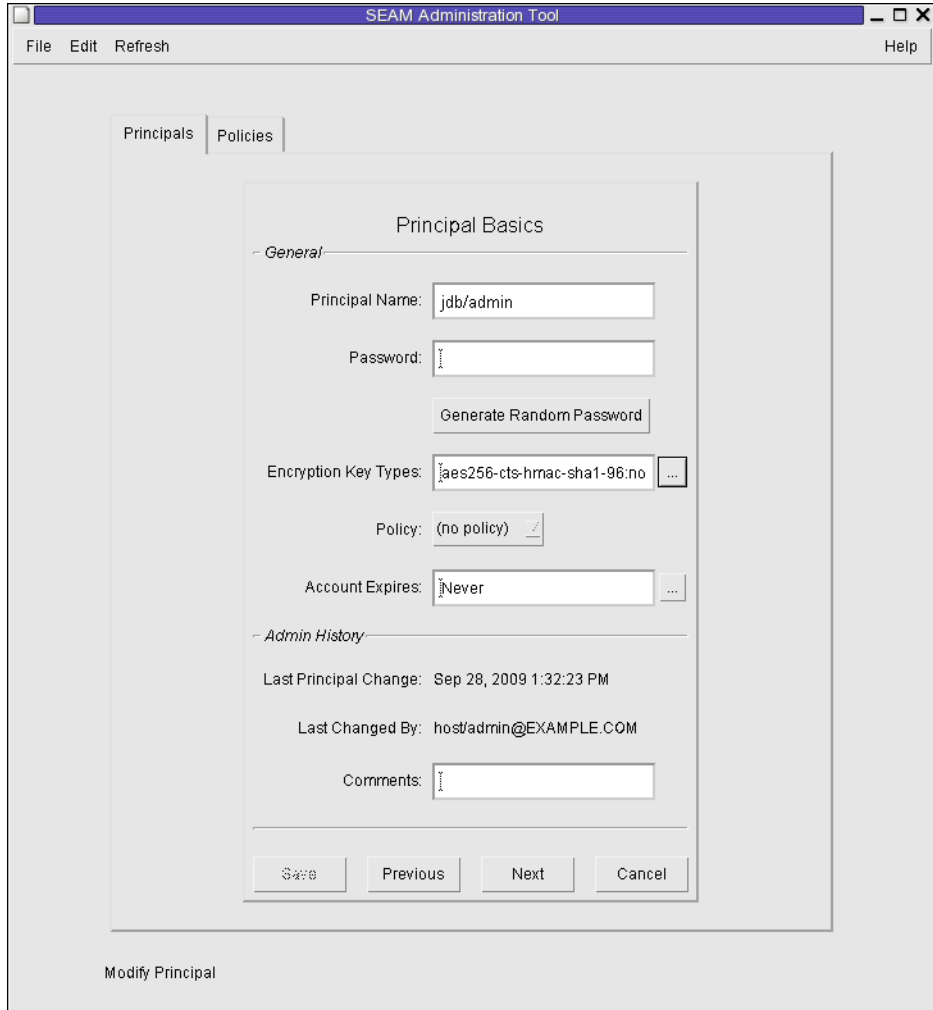 SEAM Administration Tool
File Edit Refresh Help
Principals Policies
Principal Basics
General
Principal Name: jdb/admin
Password:
Generate Random Password
Encryption Key Types: aes256-cts-hmac-sha1-96:no ...
Policy: (no policy)
Account Expires: Never ...
Admin History
Last Principal Change: Sep 28, 2009 1:32:23 PM
Last Changed By: host/admin@EXAMPLE.COM
Comments:
Save Previous Next Cancel
Modify Principal